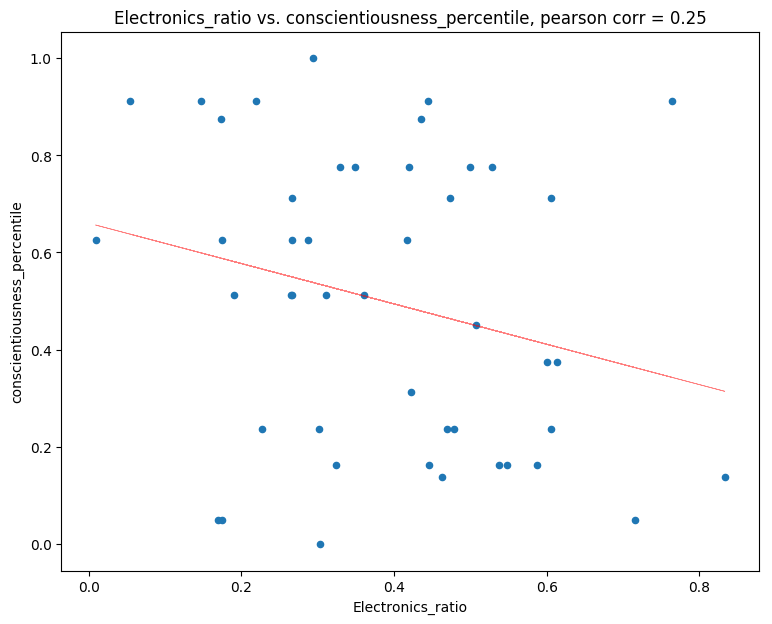 Electronics_ratio vs. conscientiousness_percentile, pearson corr = 0.25
1.0
0.8
0.6
0.4
0.2
0.0
conscientiousness_percentile
0.0 0.2 0.4 0.6 0.8
Electronics_ratio